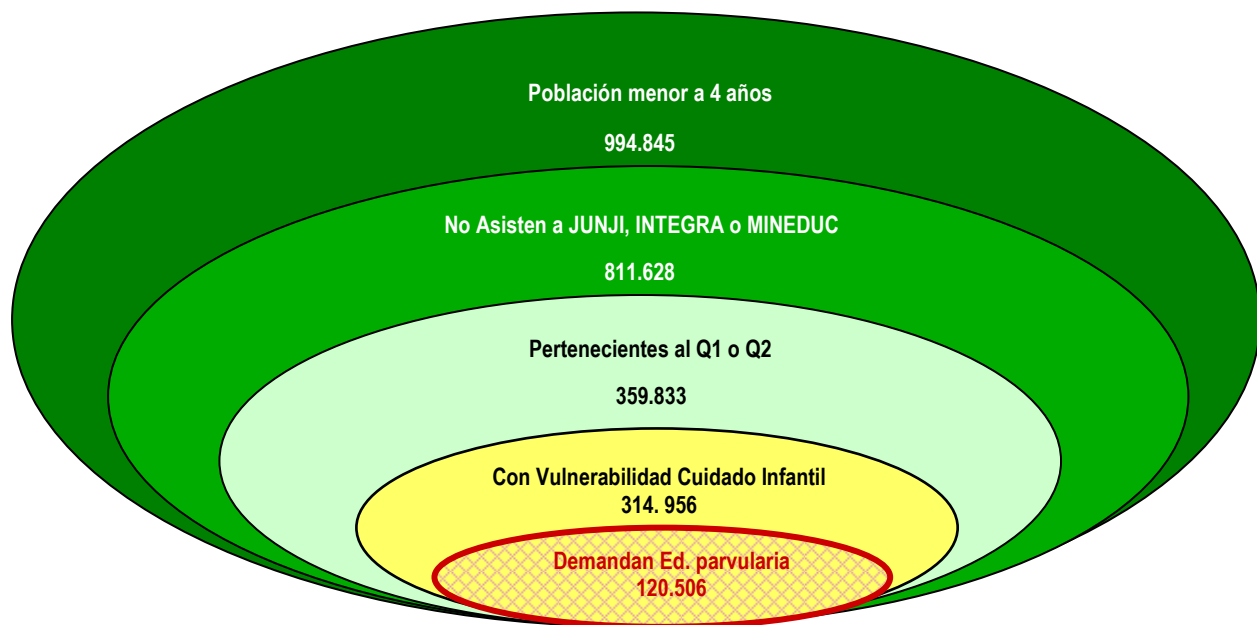 Población menor a 4 años
994.845
No Asisten a JUNJI, INTEGRA o MINEDUC
811.628
Pertenecientes al Q1 o Q2
359.833
Con Vulnerabilidad Cuidado Infantil
314. 956
Demandan Ed. parvularia
120.506